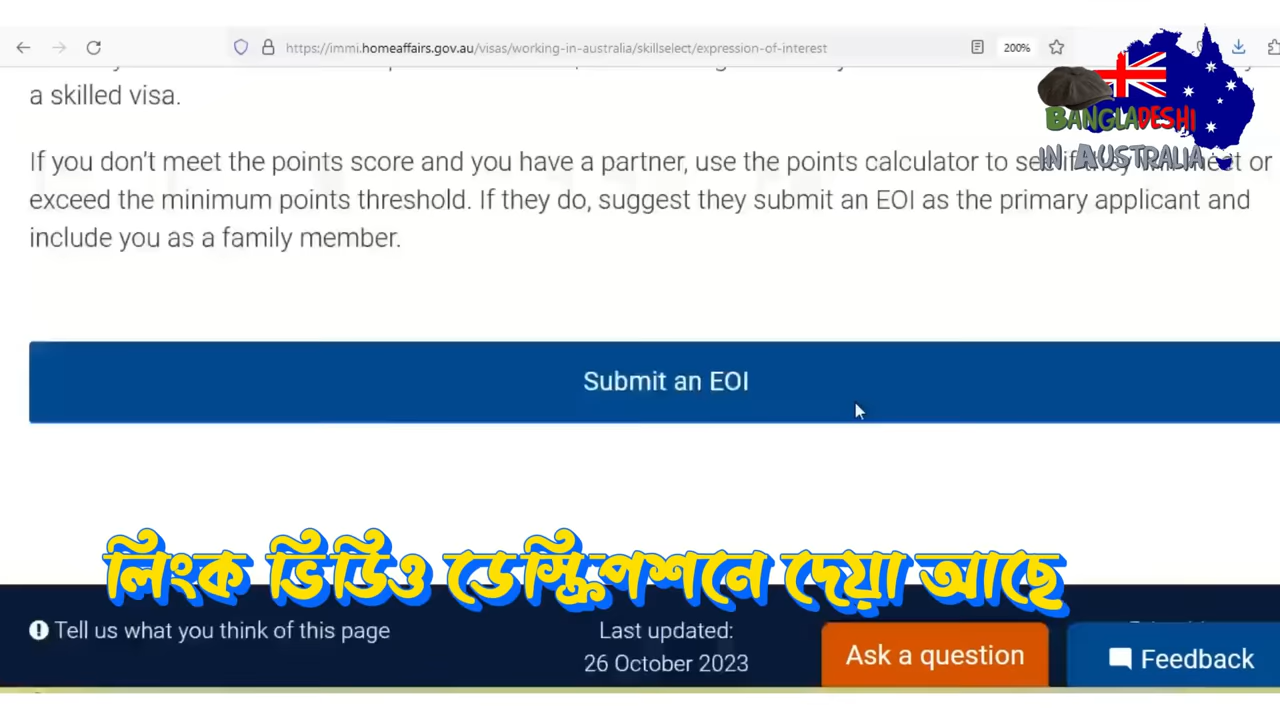 https://immi.homeaffairs.gov.au/visas/working-in-australia/skillselect/expression-of-interest
200%
BANGLADESHI
IN AUSTRALIA
a skilled visa.
If you don't meet the points score and you have a partner, use the points calculator to see if they will meet or
exceed the minimum points threshold. If they do, suggest they submit an EOI as the primary applicant and
include you as a family member.
Submit an EOI
লিংক ভিডিও ডেস্ক্রিপশনে দেয়া আছে
Tell us what you think of this page
Last updated:
26 October 2023
Ask a question
Feedback